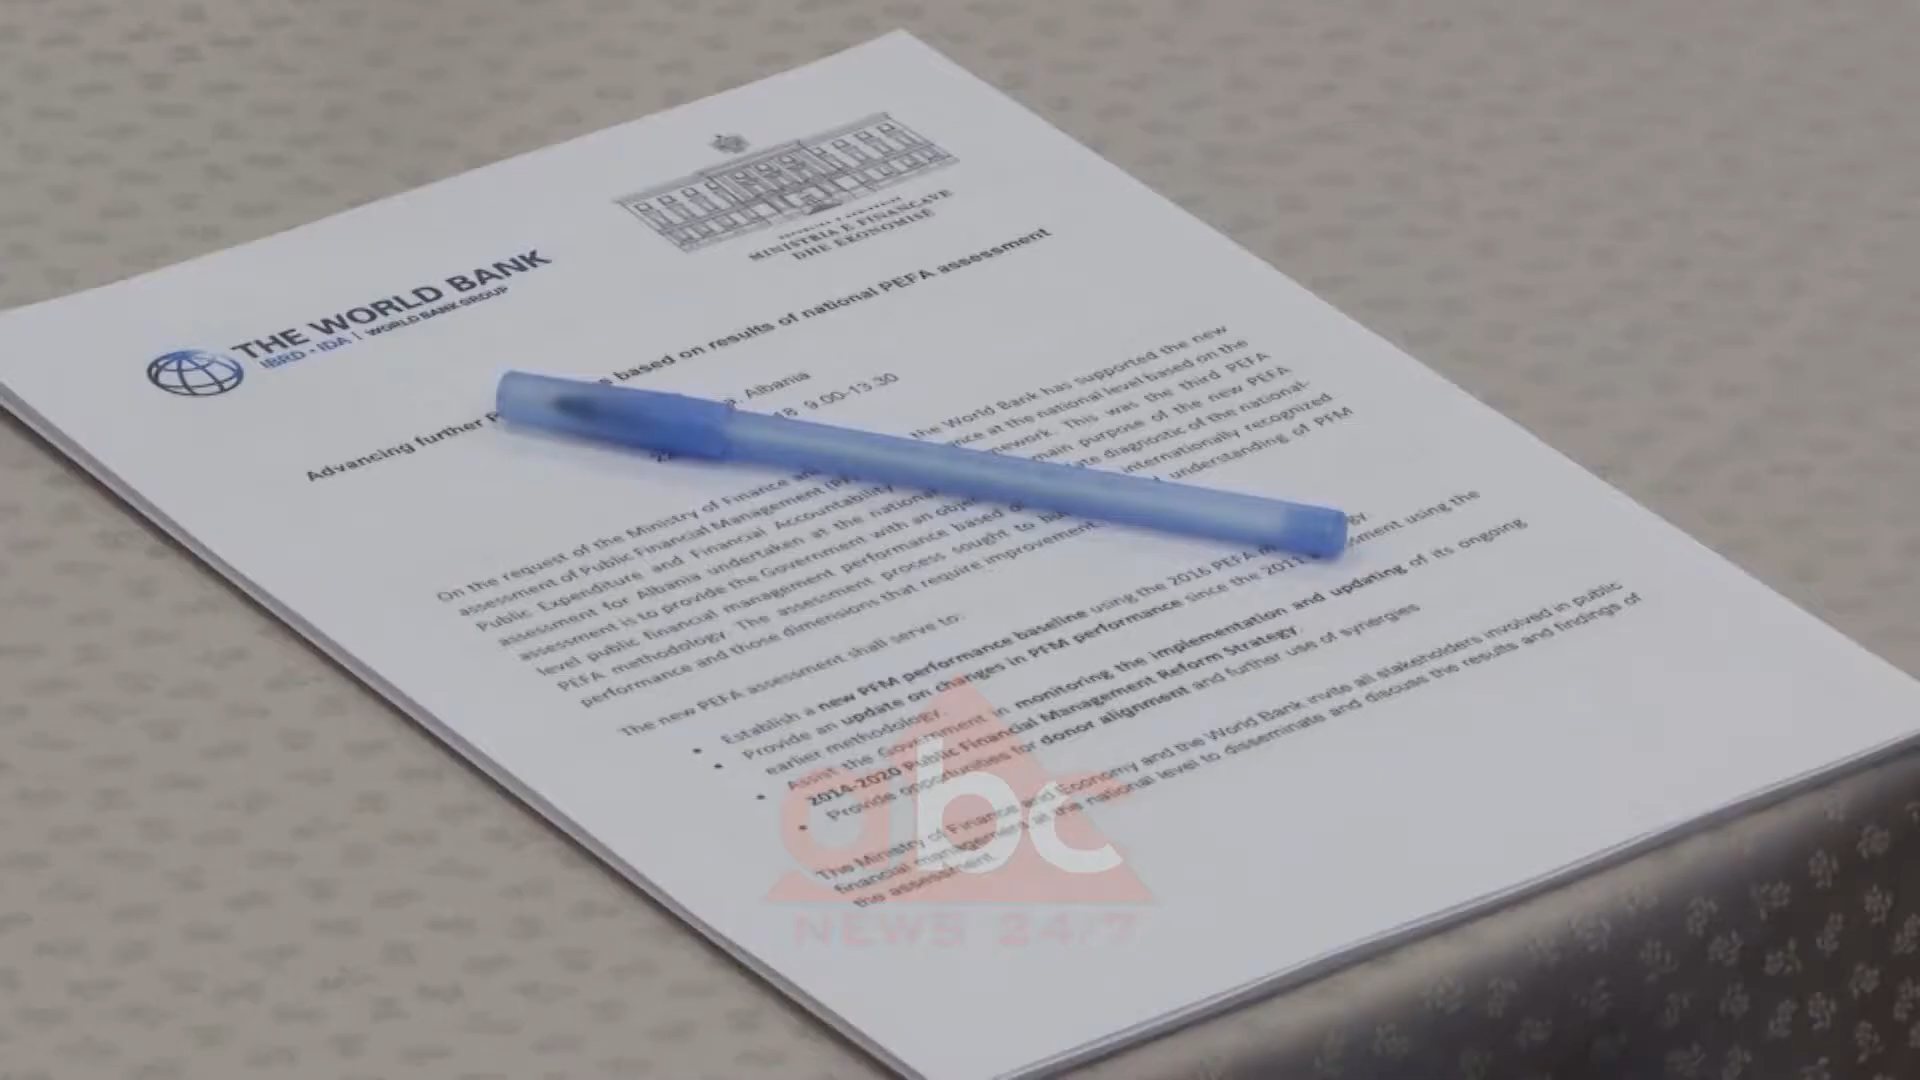 THE WORLD BANK
IBRD • IDA | WORLD BANK GROUP
REPUBLIKA E SHQIPËRISË
MINISTRIA E FINANCAVE
DHE EKONOMISË
Advancing further based on results of national PEFA assessment
Albania
18 9.00-13.30
On the request of the Ministry of Finance the World Bank has supported the new
assessment of Public Financial Management at the national level based on the
Public Expenditure and Financial Accountability This was the third PEFA
assessment for Albania undertaken at the national main purpose of the new PEFA
assessment is to provide the Government with an diagnostic of the national-
level public financial management performance based internationally recognized
PEFA methodology. The assessment process sought to understanding of PFM
performance and those dimensions that require improvement.
The new PEFA assessment shall serve to:
• Establish a new PFM performance baseline using the 2016 PEFA
• Provide an update on changes in PFM performance since the 2011 using the
earlier methodology.
• Assist the Government in monitoring the implementation and updating of its ongoing
2014-2020 Public Financial Management Reform Strategy.
• Provide opportunities for donor alignment and further use of synergies
The Ministry of Finance and Economy and the World Bank invite all stakeholders involved in public
financial management at the national level to disseminate and discuss the results and findings of
the assessment.
abc
NEWS 24/7